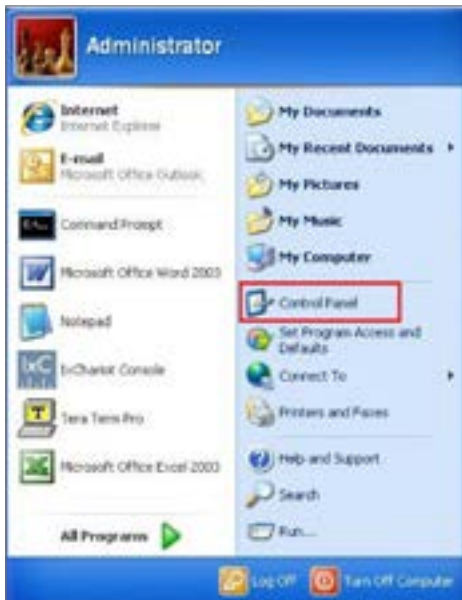 Administrator
Internet
Internet Explorer
E-mail
Microsoft Office Outlook
Command Prompt
Microsoft Office Word 2003
Notepad
IxChariot Console
Tera Term Pro
Microsoft Office Excel 2003
All Programs
My Documents
My Recent Documents
My Pictures
My Music
My Computer
Control Panel
Set Program Access and
Defaults
Connect To
Printers and Faxes
Help and Support
Search
Run...
Log Off
Turn Off Computer